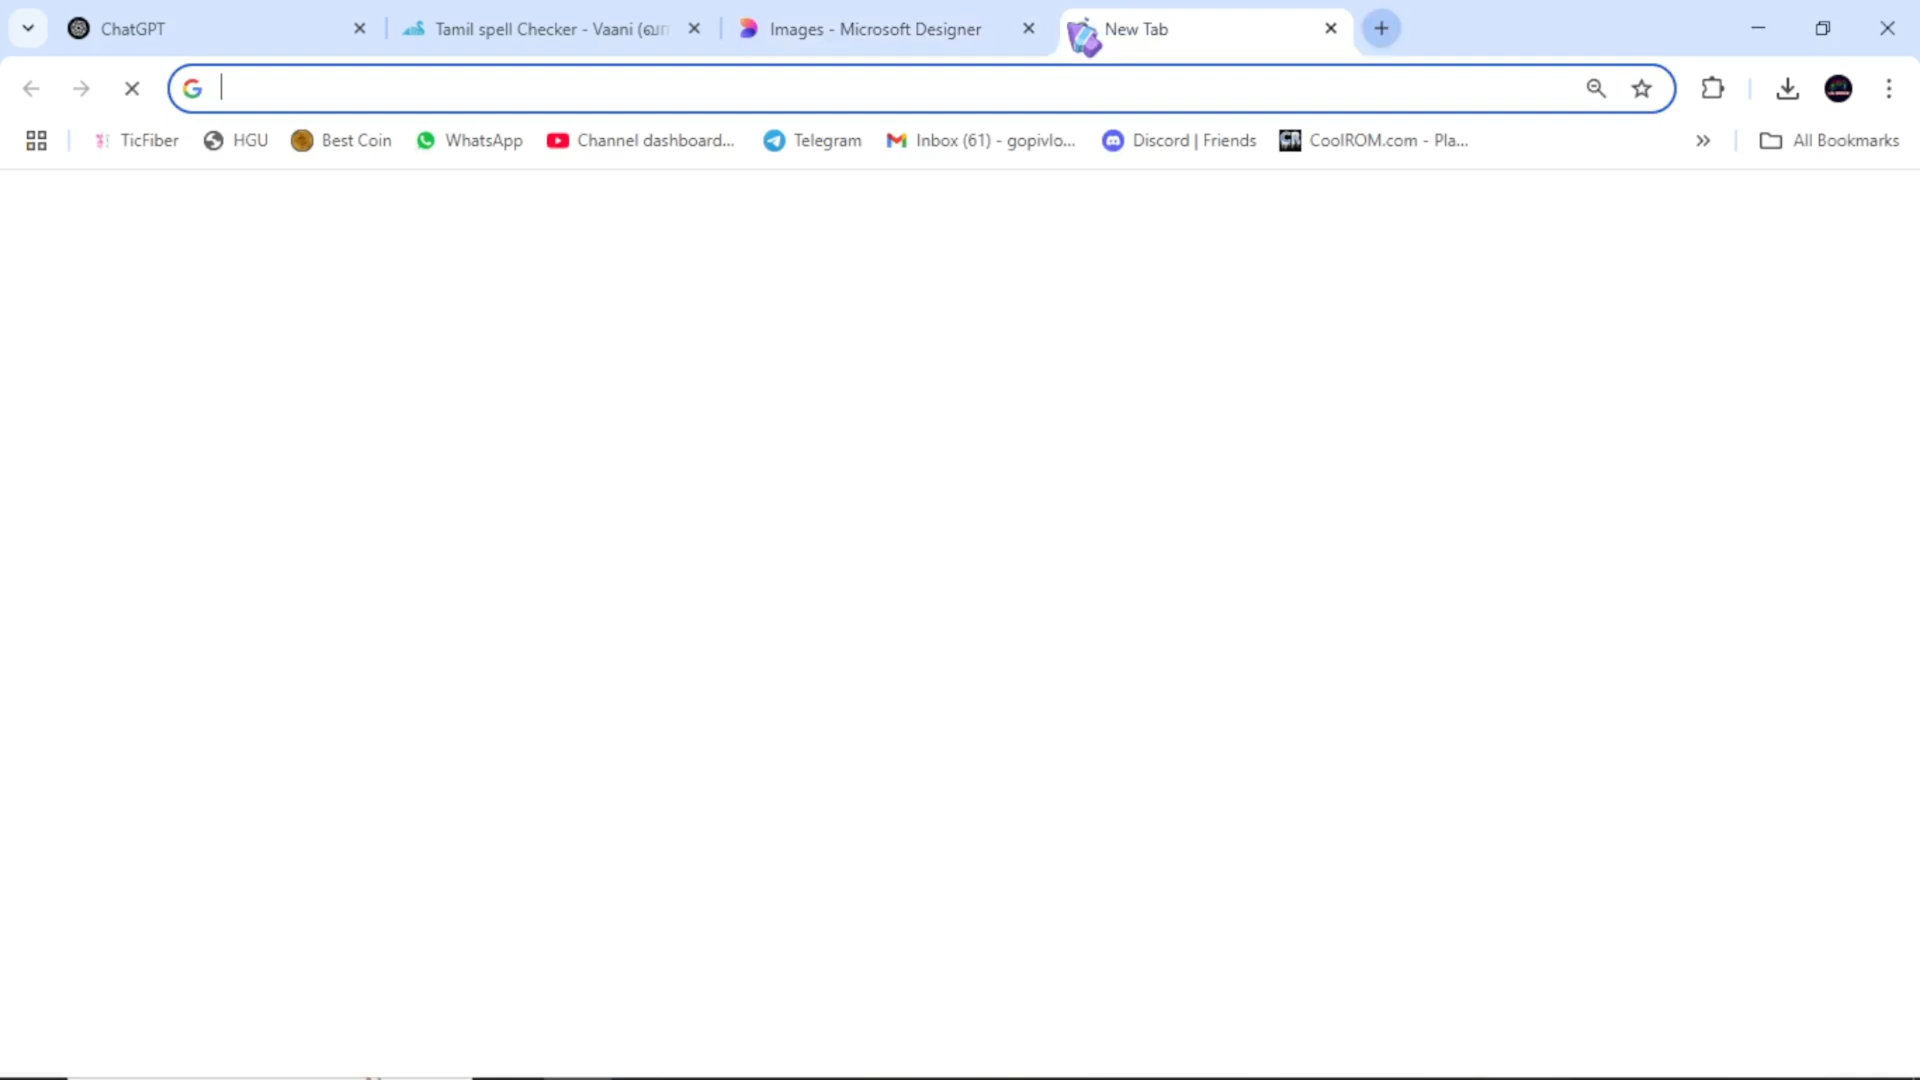 ChatGPT
Tamil spell Checker - Vaani (வா
Images - Microsoft Designer
New Tab
TicFiber
HGU
Best Coin
WhatsApp
Channel dashboard...
Telegram
Inbox (61) - gopivlo...
Discord | Friends
CoolROM.com - Pla...
All Bookmarks